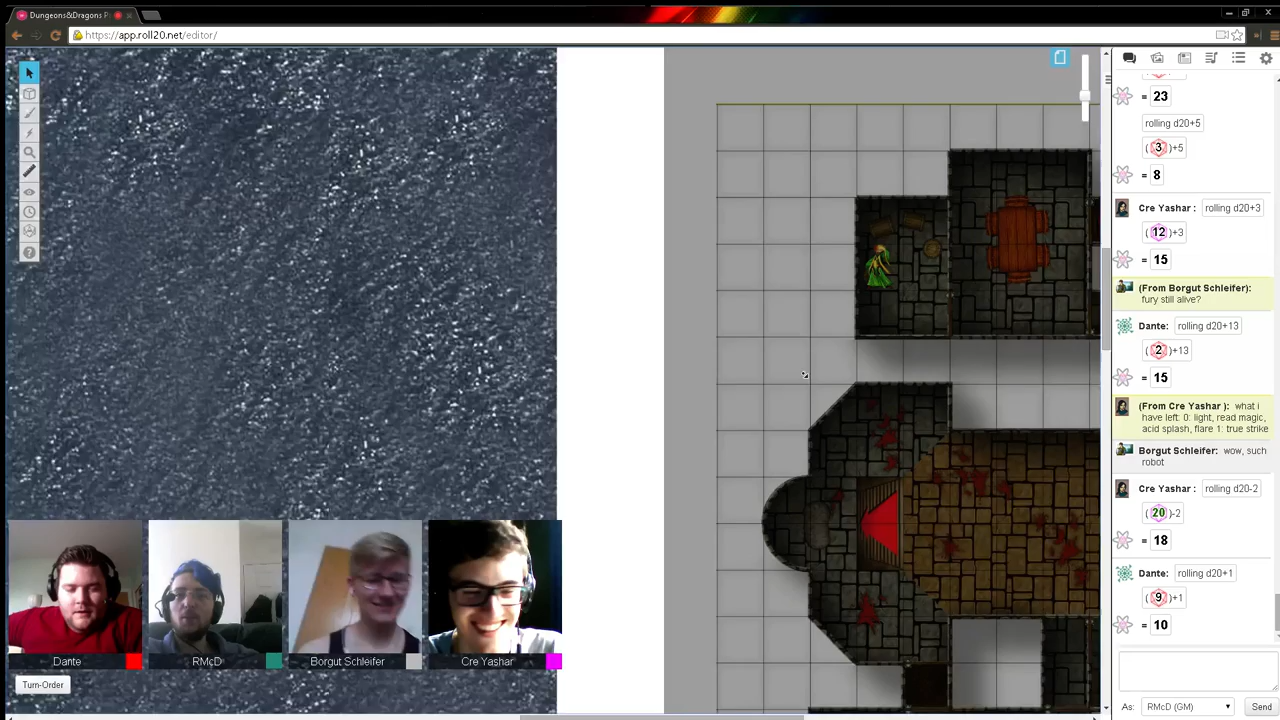 Dungeons&Dragons P
https://app.roll20.net/editor/
= 23
rolling d20+5
(3)+5
= 8
Cre Yashar : rolling d20+3
(12)+3
= 15
(From Borgut Schleifer):
fury still alive?
Dante: rolling d20+13
(2)+13
= 15
(From Cre Yashar ): what i
have left: 0: light, read magic,
acid splash, flare 1: true strike
Borgut Schleifer: wow, such
robot
Cre Yashar : rolling d20-2
(20)-2
= 18
Dante: rolling d20+1
(9)+1
= 10
Dante
RMcD
Borgut Schleifer
Cre Yashar
Turn-Order
As: RMcD (GM)
Send